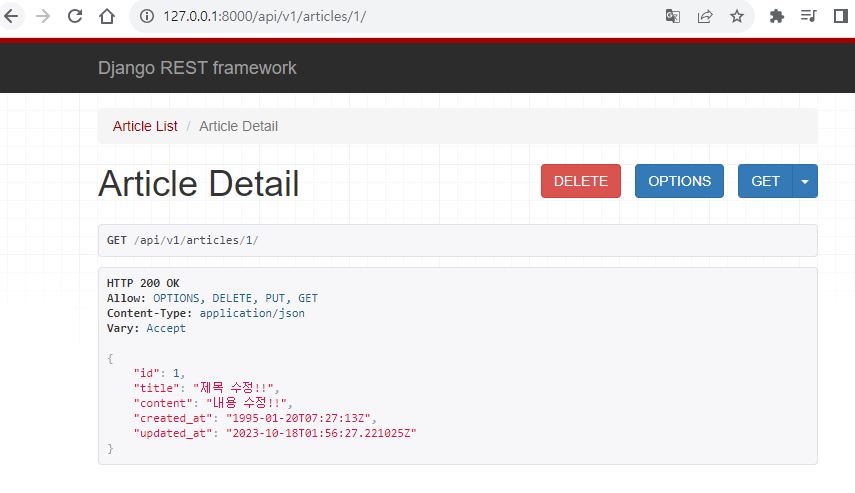 127.0.0.1:8000/api/v1/articles/1/
Django REST framework
Article List / Article Detail
Article Detail
DELETE
OPTIONS
GET
GET /api/v1/articles/1/
HTTP 200 OK
Allow: OPTIONS, DELETE, PUT, GET
Content-Type: application/json
Vary: Accept
{
"id": 1,
"title": "제목 수정!!",
"content": "내용 수정!!",
"created_at": "1995-01-20T07:27:13Z",
"updated_at": "2023-10-18T01:56:27.221025Z"
}